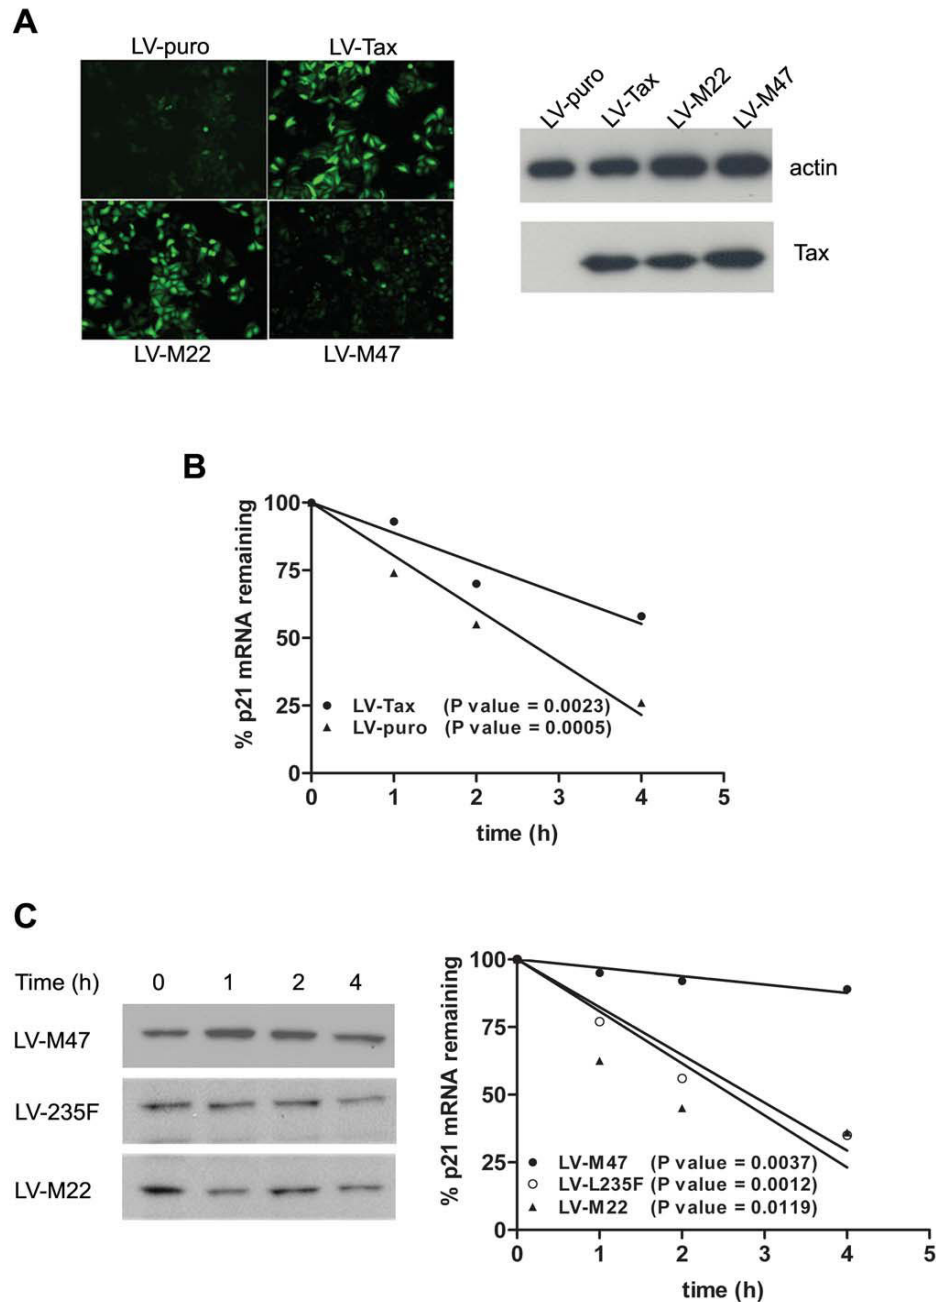 A
LV-puro LV-Tax
LV-M22 LV-M47
LV-puro LV-Tax LV-M22 LV-M47
actin
Tax
B
% p21 mRNA remaining
100
75
50
25
0
LV-Tax (P value = 0.0023)
LV-puro (P value = 0.0005)
0 1 2 3 4 5
time (h)
C
Time (h) 0 1 2 4
LV-M47
LV-235F
LV-M22
% p21 mRNA remaining
100
75
50
25
0
LV-M47 (P value = 0.0037)
LV-L235F (P value = 0.0012)
LV-M22 (P value = 0.0119)
0 1 2 3 4 5
time (h)